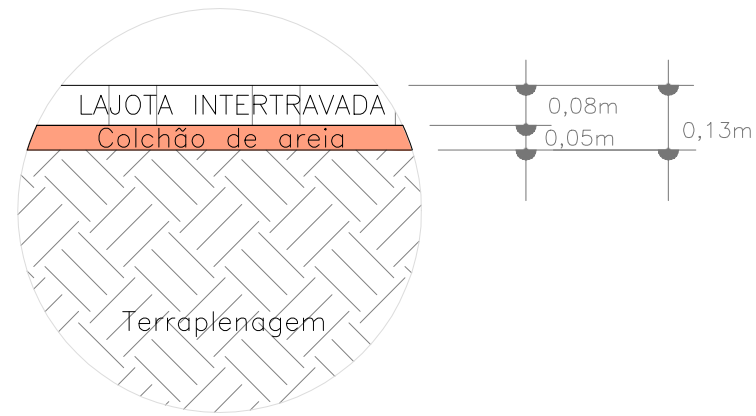 LAJOTA INTERTRAVADA
0,08m
Colchão de areia
0,05m
0,13m
Terraplenagem